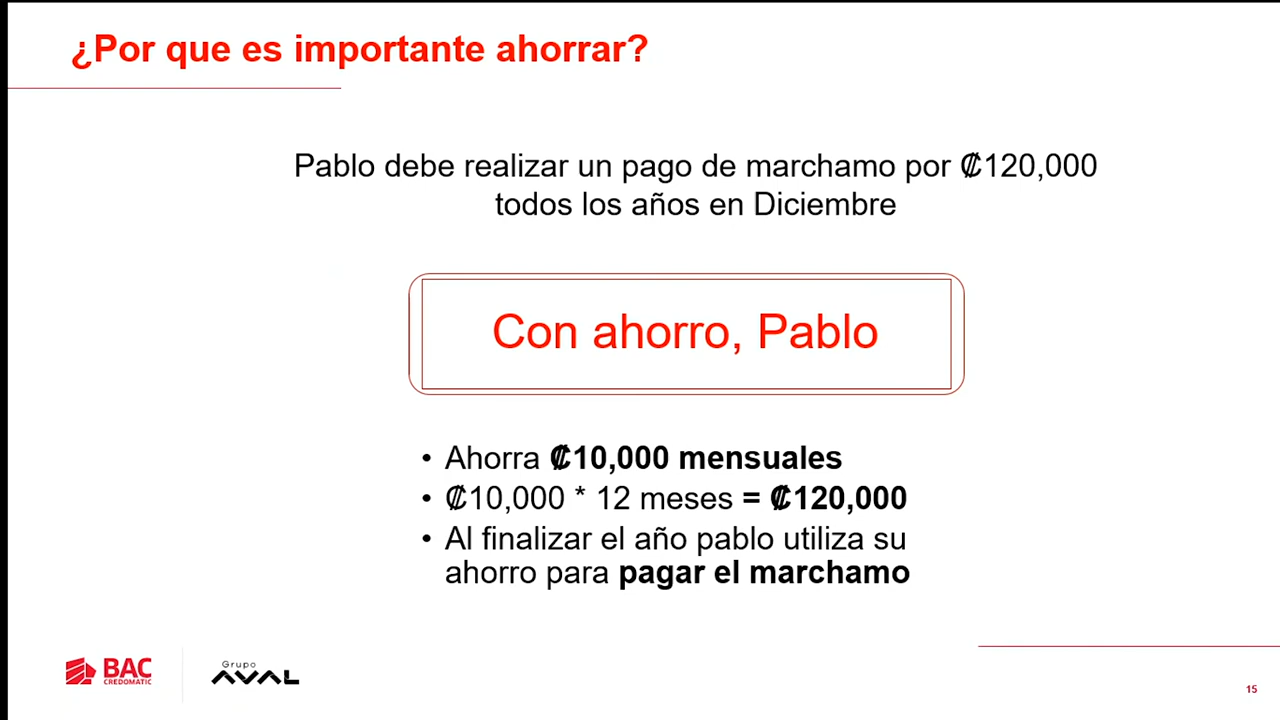 ¿Por que es importante ahorrar?
Pablo debe realizar un pago de marchamo por ₡120,000
todos los años en Diciembre
Con ahorro, Pablo
• Ahorra ₡10,000 mensuales
• ₡10,000 * 12 meses = ₡120,000
• Al finalizar el año pablo utiliza su
ahorro para pagar el marchamo
BAC
CREDOMATIC
Grupo
AVAL
15